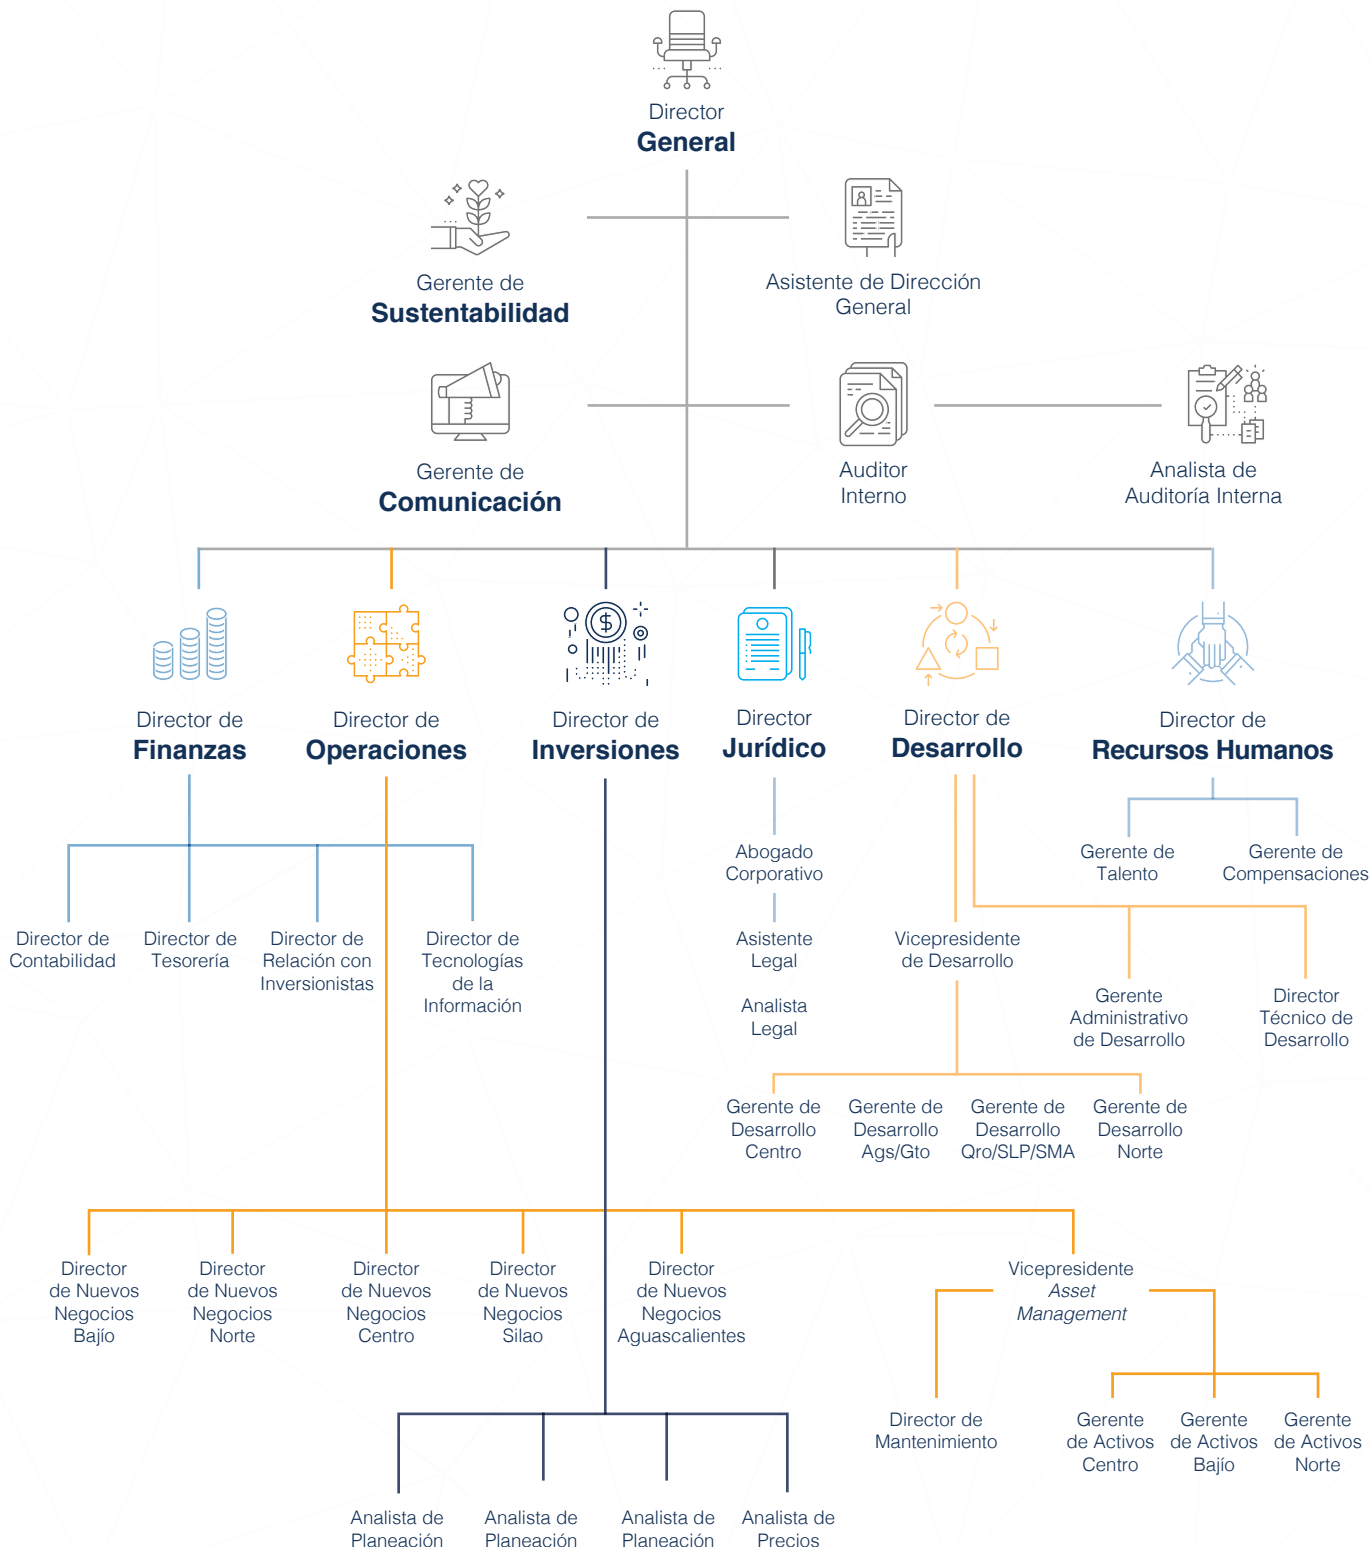 Director
General
Gerente de
Sustentabilidad
Asistente de Dirección
General
Gerente de
Comunicación
Auditor
Interno
Analista de
Auditoría Interna
Director de
Finanzas
Director de
Operaciones
Director de
Inversiones
Director
Jurídico
Director de
Desarrollo
Director de
Recursos Humanos
Abogado
Corporativo
Gerente de
Talento
Gerente de
Compensaciones
Director de
Contabilidad
Director de
Tesorería
Director de
Relación con
Inversionistas
Director de
Tecnologías
de la
Información
Asistente
Legal
Analista
Legal
Vicepresidente
de Desarrollo
Gerente
Administrativo
de Desarrollo
Director
Técnico de
Desarrollo
Gerente de
Desarrollo
Centro
Gerente de
Desarrollo
Ags/Gto
Gerente de
Desarrollo
Qro/SLP/SMA
Gerente de
Desarrollo
Norte
Director
de Nuevos
Negocios
Bajío
Director
de Nuevos
Negocios
Norte
Director
de Nuevos
Negocios
Centro
Director
de Nuevos
Negocios
Silao
Director
de Nuevos
Negocios
Aguascalientes
Vicepresidente
Asset
Management
Director de
Mantenimiento
Gerente
de Activos
Centro
Gerente
de Activos
Bajío
Gerente
de Activos
Norte
Analista de
Planeación
Analista de
Planeación
Analista de
Planeación
Analista de
Precios